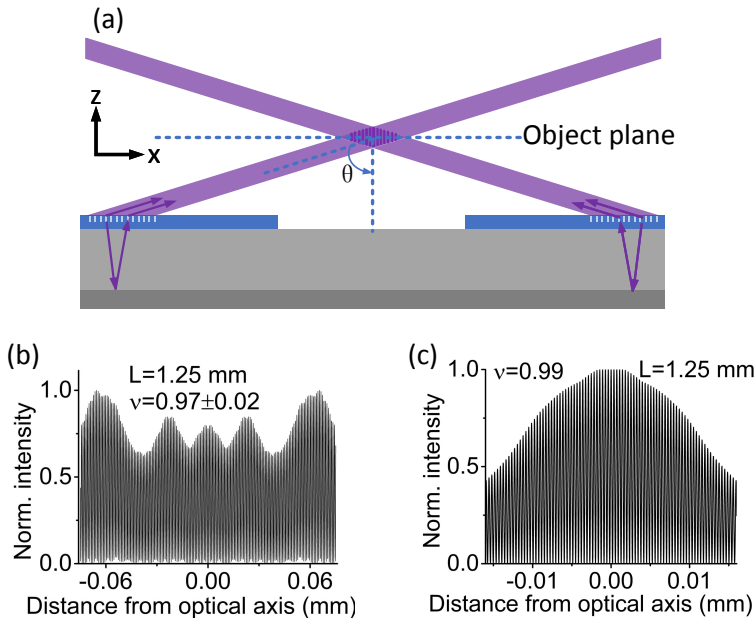 (a)
Z
X
Object plane
θ
(b)
L=1.25 mm
ν=0.97±0.02
1.0
0.5
0.0
Norm. intensity
-0.06 0.00 0.06
Distance from optical axis (mm)
(c)
ν=0.99 L=1.25 mm
1.0
0.5
0.0
Norm. intensity
-0.01 0.00 0.01
Distance from optical axis (mm)